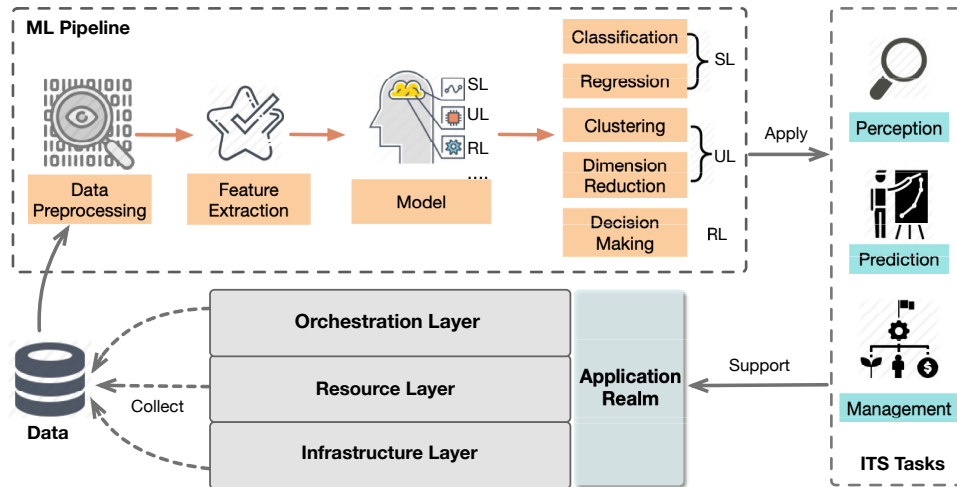 ML Pipeline
Data
Preprocessing
Feature
Extraction
SL
UL
RL
....
Model
Classification
Regression
SL
Clustering
Dimension
Reduction
UL
Decision
Making
RL
Apply
Perception
Prediction
Management
ITS Tasks
Support
Orchestration Layer
Resource Layer
Infrastructure Layer
Application
Realm
Collect
Data